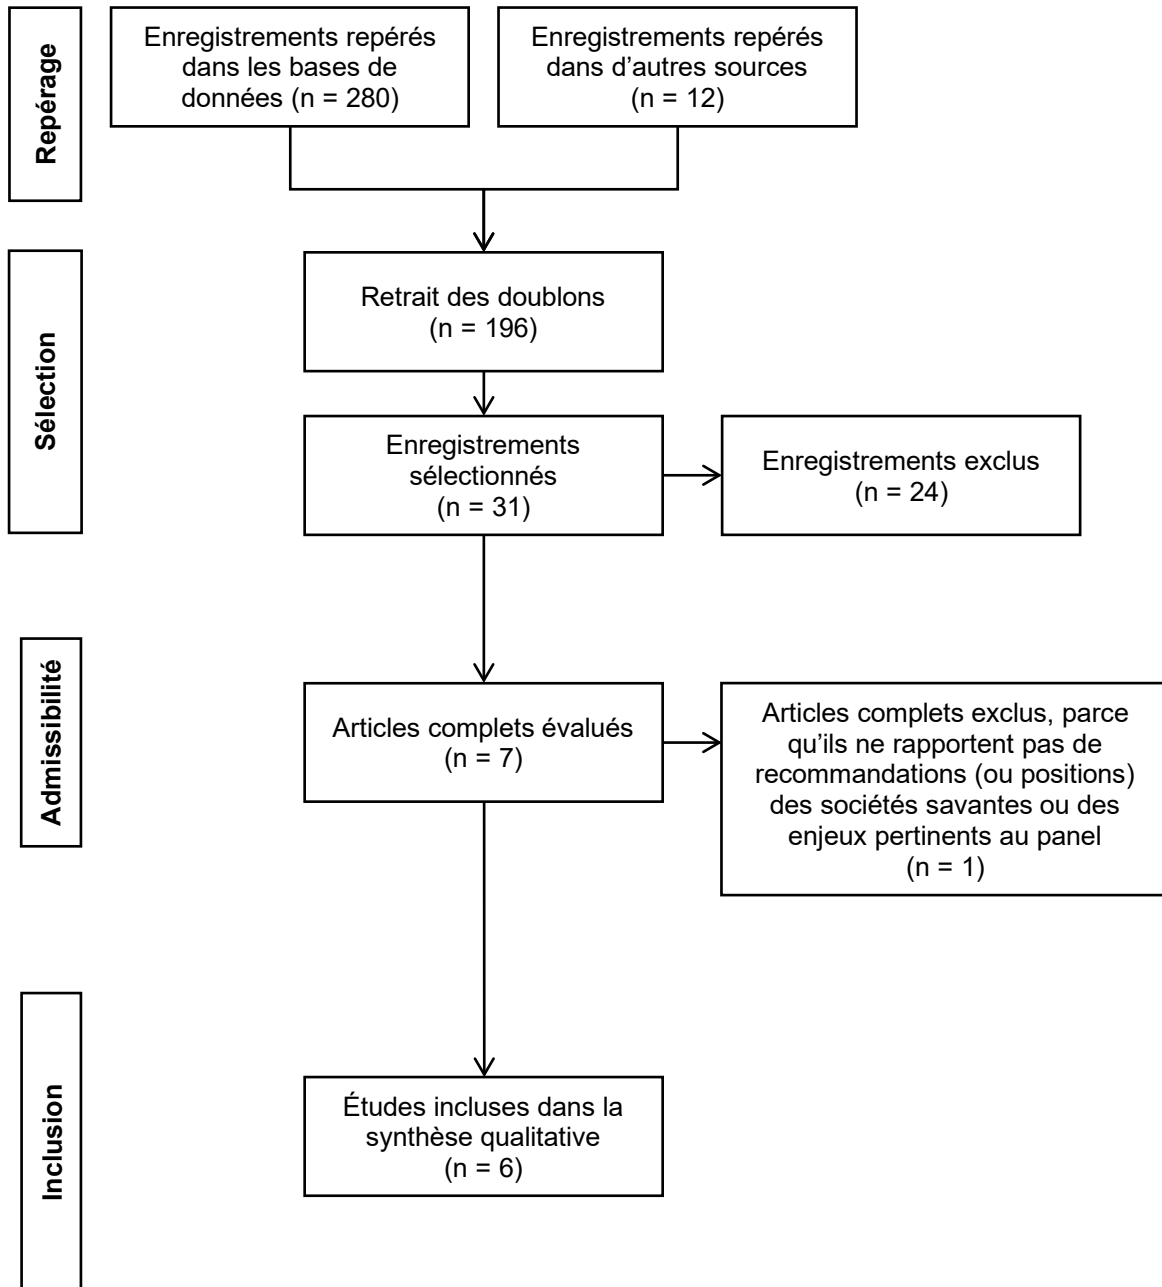 Repérage
Enregistrements repérés
dans les bases de
données (n = 280)
Enregistrements repérés
dans d’autres sources
(n = 12)
Sélection
Retrait des doublons
(n = 196)
Enregistrements
sélectionnés
(n = 31)
Enregistrements exclus
(n = 24)
Admissibilité
Articles complets évalués
(n = 7)
Articles complets exclus, parce
qu’ils ne rapportent pas de
recommandations (ou positions)
des sociétés savantes ou des
enjeux pertinents au panel
(n = 1)
Inclusion
Études incluses dans la
synthèse qualitative
(n = 6)